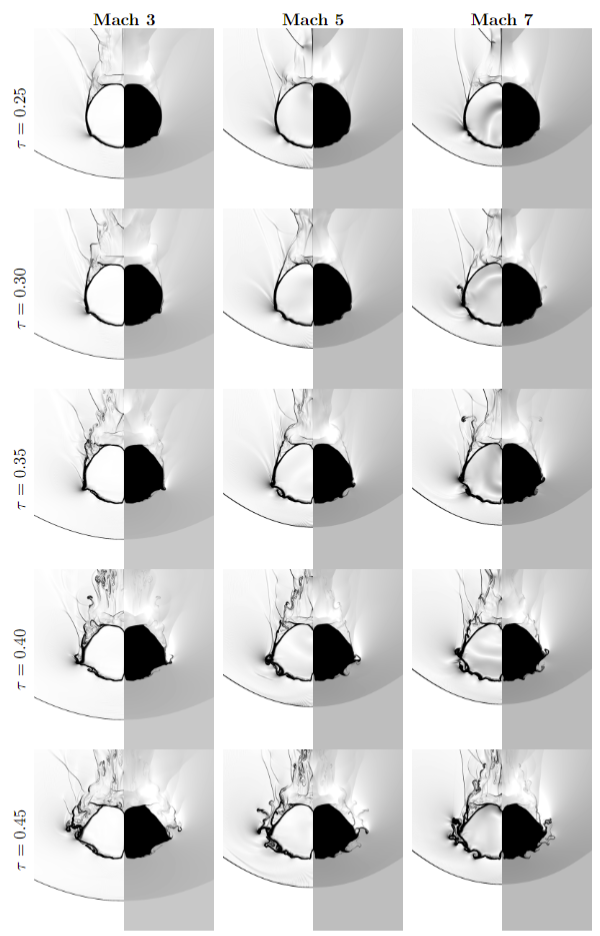 Mach 3 Mach 5 Mach 7
τ = 0.25
τ = 0.30
τ = 0.35
τ = 0.40
τ = 0.45